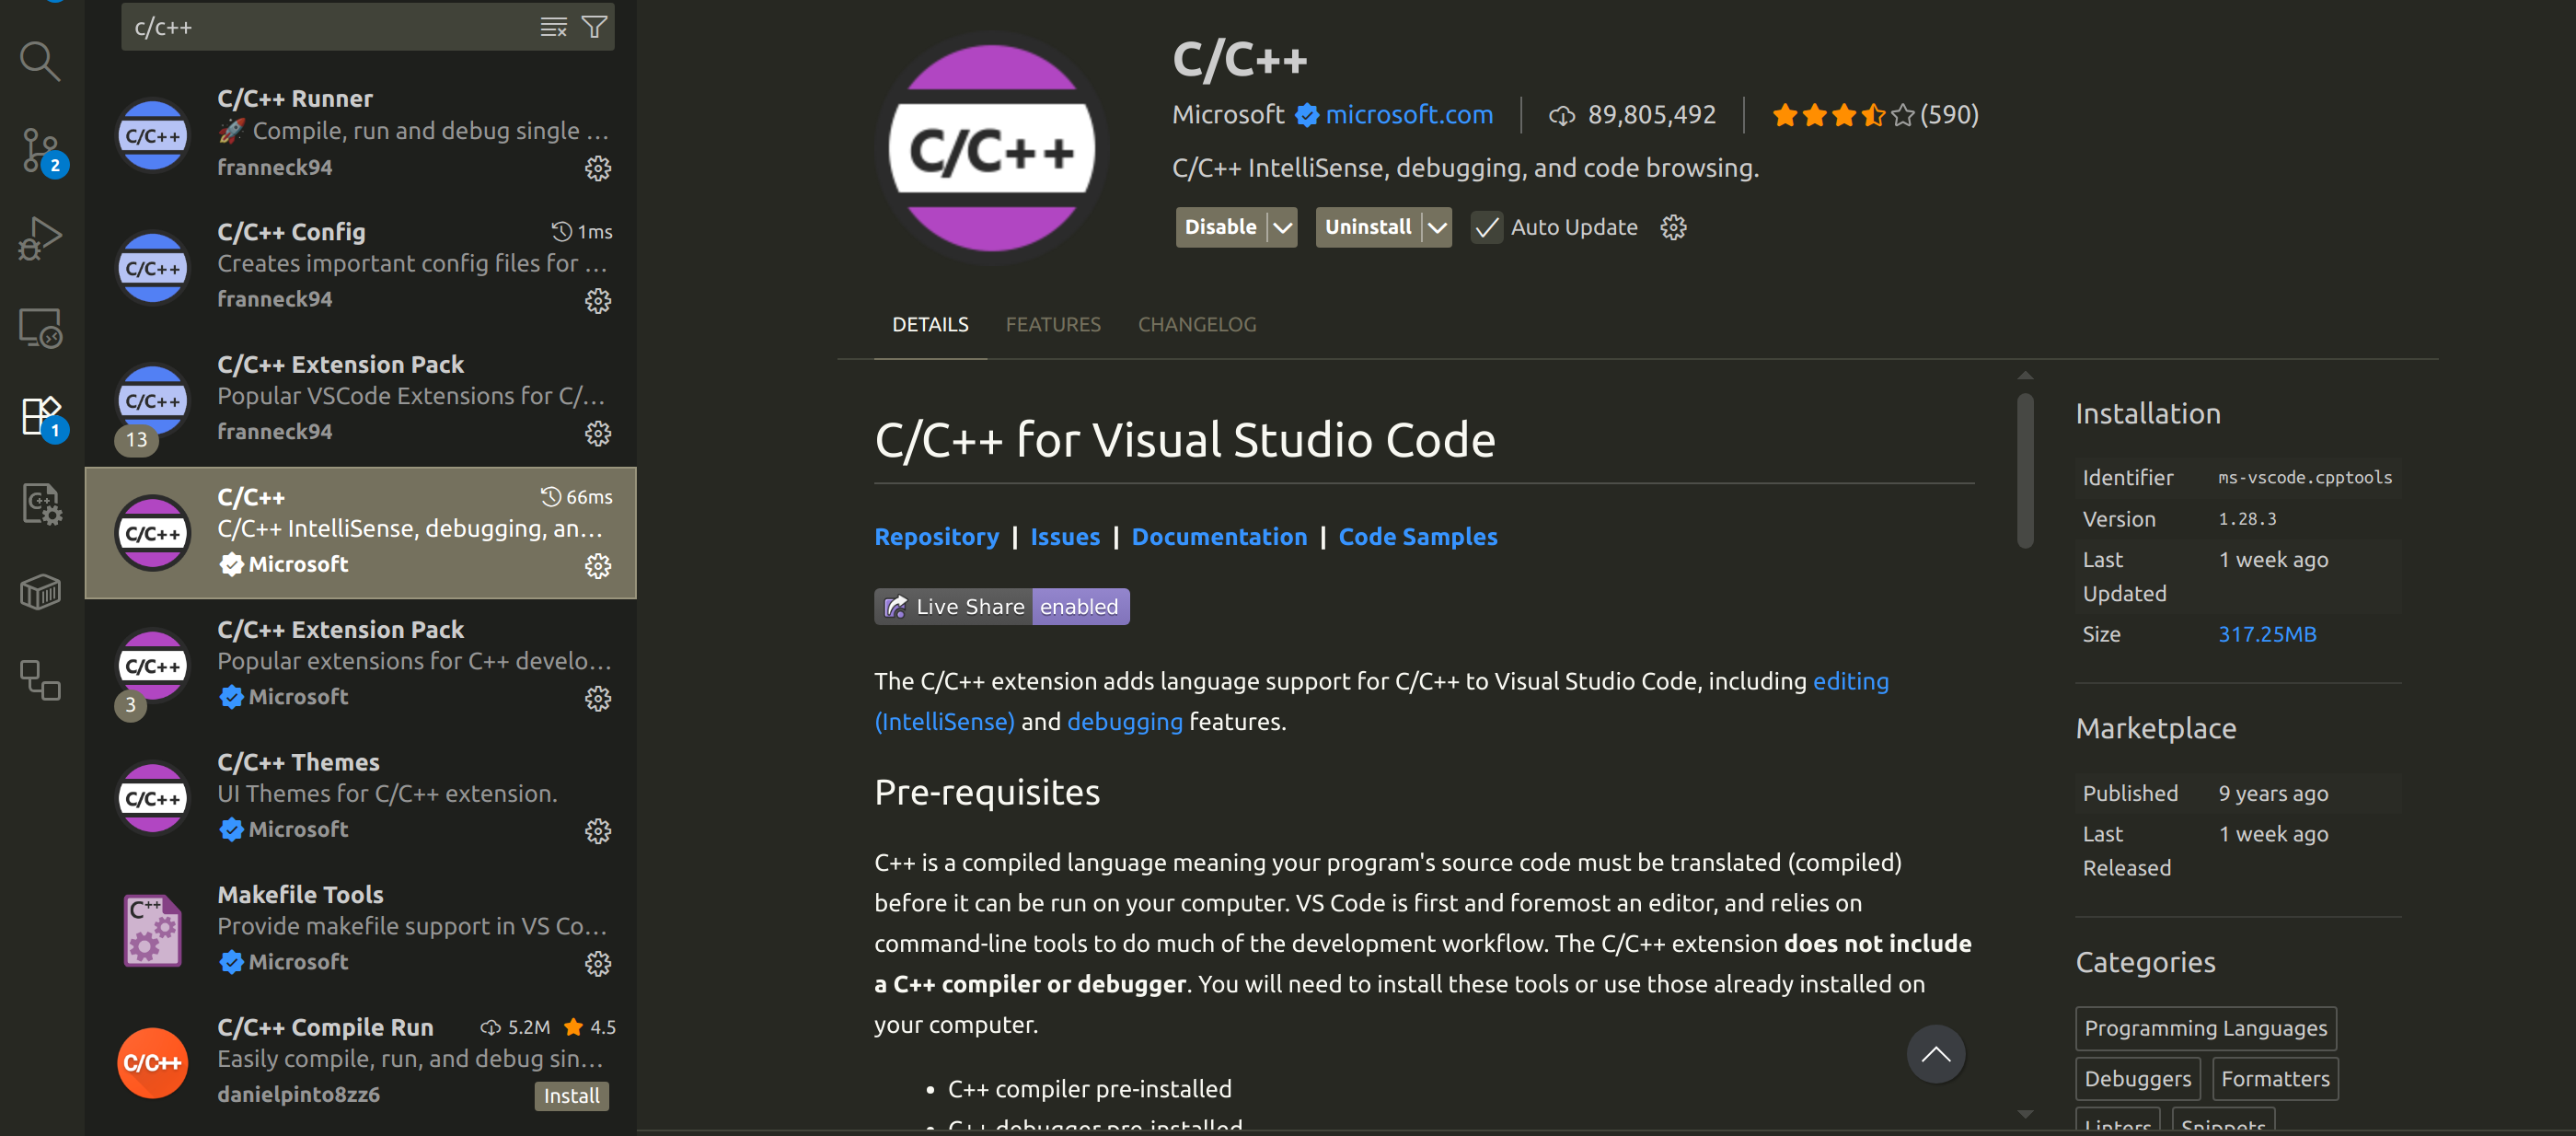 c/c++
2
1
C/C++
C/C++ Runner
🚀 Compile, run and debug single ...
franneck94
C/C++
C/C++ Config
1ms
Creates important config files for ...
franneck94
C/C++
13
C/C++ Extension Pack
Popular VSCode Extensions for C/...
franneck94
C/C++
C/C++
66ms
C/C++ IntelliSense, debugging, an...
Microsoft
C/C++
3
C/C++ Extension Pack
Popular extensions for C++ develo...
Microsoft
C/C++
C/C++ Themes
UI Themes for C/C++ extension.
Microsoft
C++
Makefile Tools
Provide makefile support in VS Co...
Microsoft
C/C++
C/C++ Compile Run
5.2M
4.5
Easily compile, run, and debug sin...
danielpinto8zz6
Install
C/C++
C/C++
Microsoft microsoft.com
89,805,492
(590)
C/C++ IntelliSense, debugging, and code browsing.
Disable
Uninstall
Auto Update
DETAILS
FEATURES
CHANGELOG
C/C++ for Visual Studio Code
Repository | Issues | Documentation | Code Samples
Live Share enabled
The C/C++ extension adds language support for C/C++ to Visual Studio Code, including editing
(IntelliSense) and debugging features.
Pre-requisites
C++ is a compiled language meaning your program's source code must be translated (compiled)
before it can be run on your computer. VS Code is first and foremost an editor, and relies on
command-line tools to do much of the development workflow. The C/C++ extension does not include
a C++ compiler or debugger. You will need to install these tools or use those already installed on
your computer.
• C++ compiler pre-installed
• C++ debugger pre-installed
Installation
Identifier ms-vscode.cpptools
Version 1.28.3
Last 1 week ago
Updated
Size 317.25MB
Marketplace
Published 9 years ago
Last 1 week ago
Released
Categories
Programming Languages
Debuggers Formatters
Linters Snippets